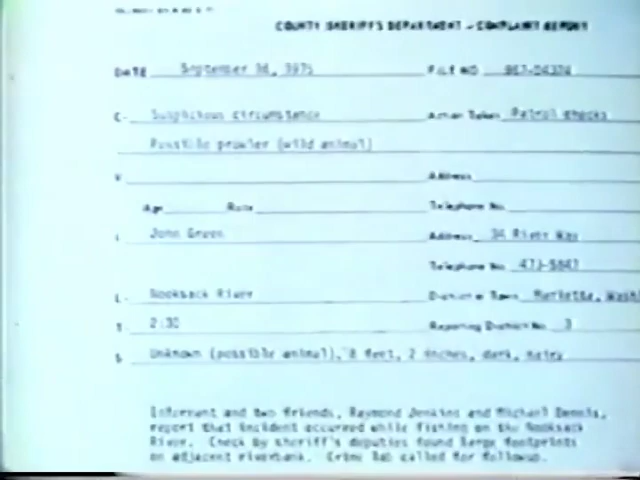 COUNTY SHERIFF'S DEPARTMENT - COMPLAINT REPORT
DATE September 16, 1975 FILE NO
C- Suspicious circumstance Action Taken Patrol checks
Possible prowler (wild animal)
V Address
Age Race Telephone No.
I John Green Address 34 River Way
Telephone No. 473-5847
L- Nooksack River District or Town Marietta, Wash
T 2:30 Reporting District No. 3
S Unknown (possible animal), 8 feet, 2 inches, dark, hairy
Informant and two friends, Raymond Jenkins and Michael Dennis,
report that incident occurred while fishing on the Nooksack
River. Check by sheriff's deputies found large footprints
on adjacent riverbank. Crime lab called for followup.